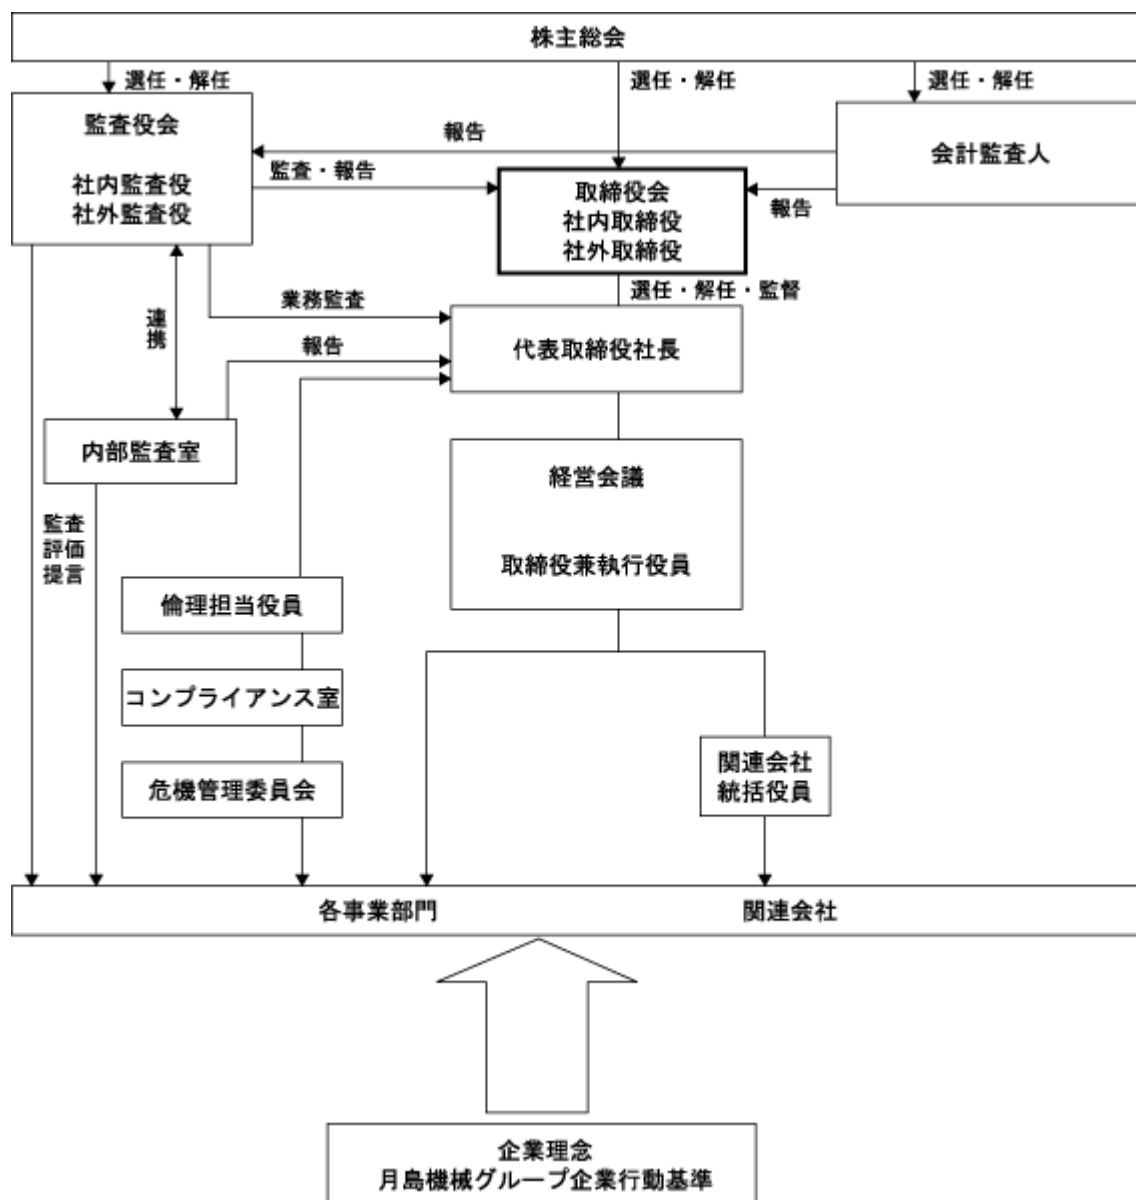 株主総会
選任・解任
選任・解任
選任・解任
監査役会
社内監査役
社外監査役
報告
会計監査人
監査・報告
取締役会
社内取締役
社外取締役
報告
選任・解任・監督
業務監査
連携
報告
代表取締役社長
内部監査室
経営会議
取締役兼執行役員
監査
評価
提言
倫理担当役員
コンプライアンス室
危機管理委員会
関連会社
統括役員
各事業部門
関連会社
企業理念
月島機械グループ企業行動基準